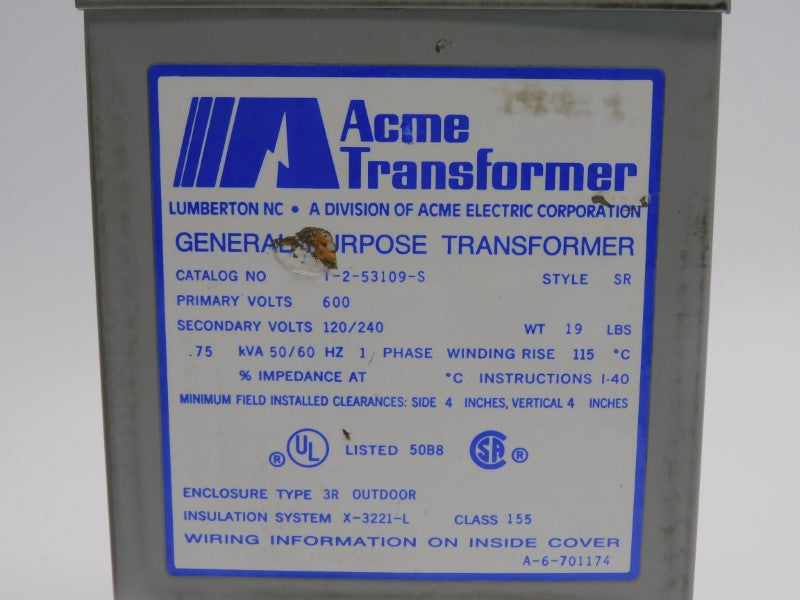 Acme
Transformer
LUMBERTON NC • A DIVISION OF ACME ELECTRIC CORPORATION
GENERAL PURPOSE TRANSFORMER
CATALOG NO T-2-53109-S STYLE SR
PRIMARY VOLTS 600
SECONDARY VOLTS 120/240 WT 19 LBS
.75 kVA 50/60 HZ 1 PHASE WINDING RISE 115 °C
% IMPEDANCE AT °C INSTRUCTIONS I-40
MINIMUM FIELD INSTALLED CLEARANCES: SIDE 4 INCHES, VERTICAL 4 INCHES
® UL LISTED 50B8 SA ®
ENCLOSURE TYPE 3R OUTDOOR
INSULATION SYSTEM X-3221-L CLASS 155
WIRING INFORMATION ON INSIDE COVER
A-6-701174